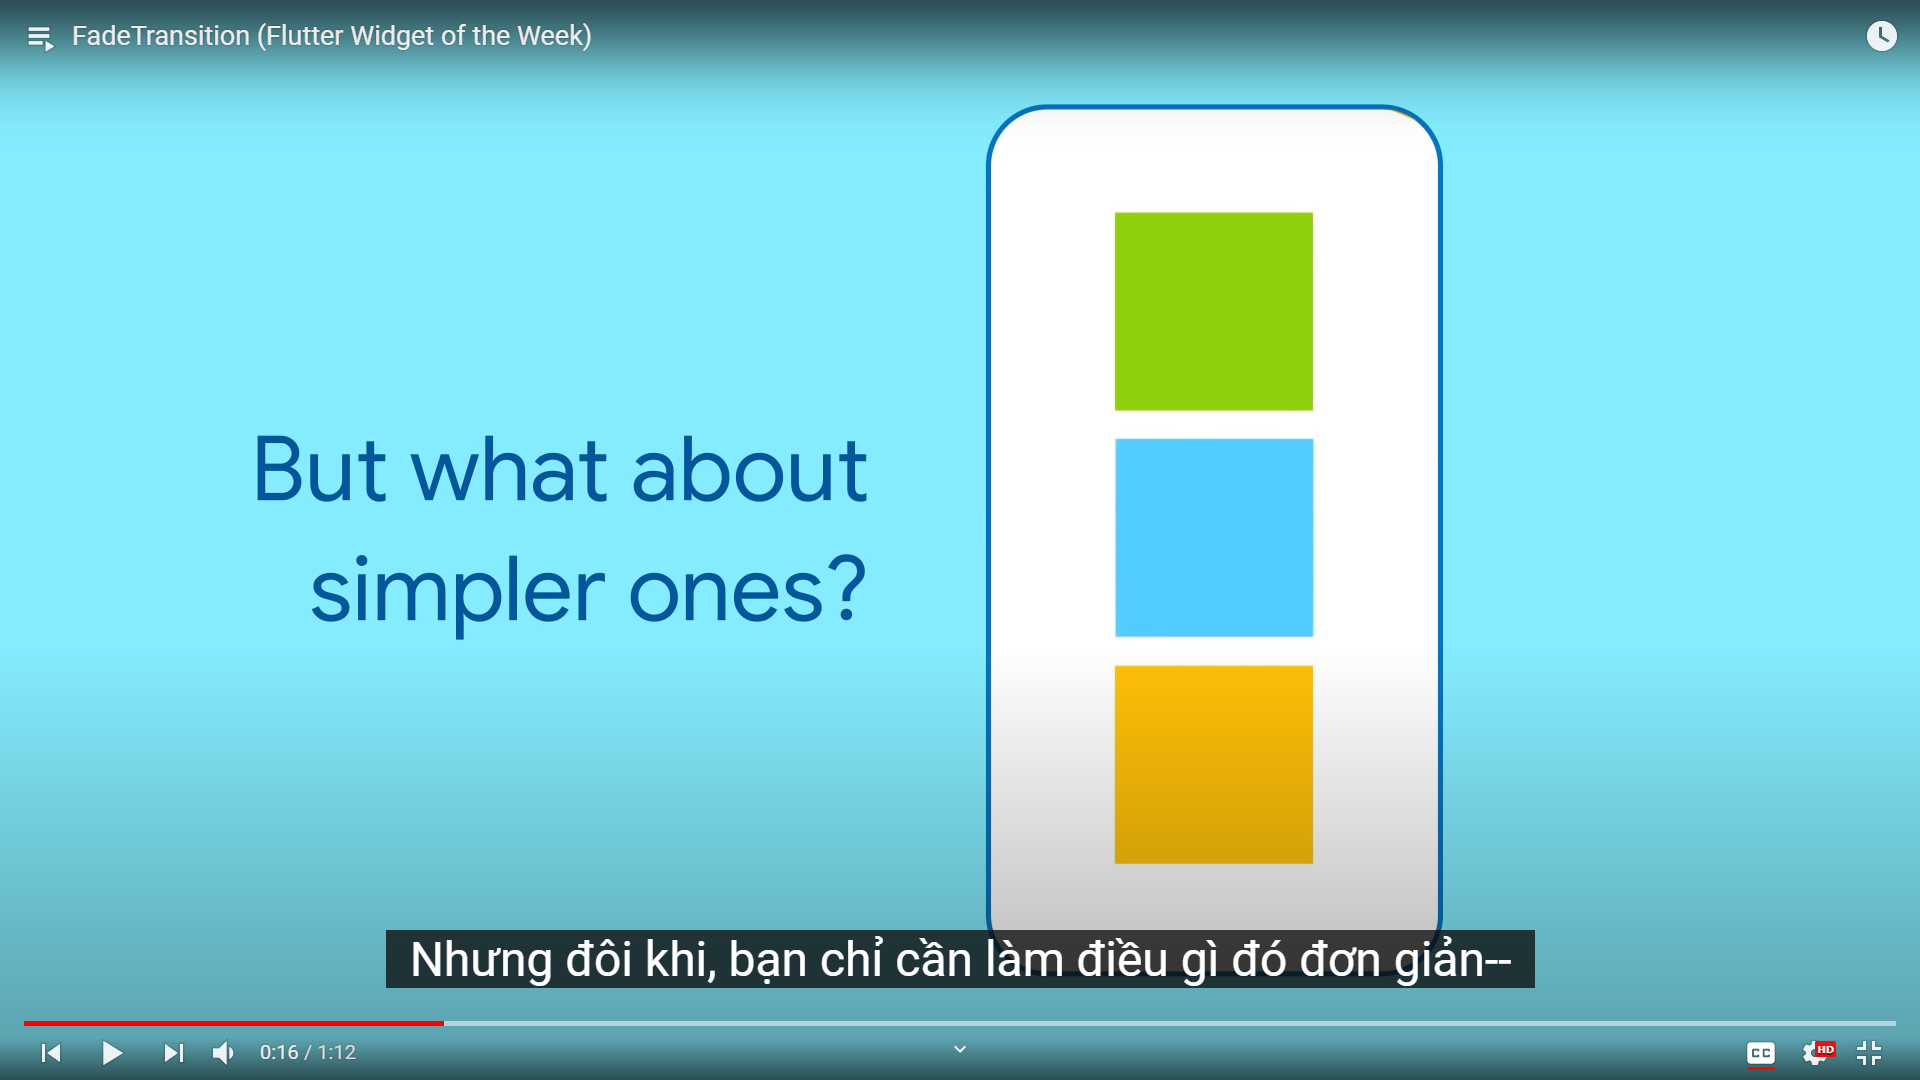 FadeTransition (Flutter Widget of the Week)
But what about
simpler ones?
Nhưng đôi khi, bạn chỉ cần làm điều gì đó đơn giản--
0:16 / 1:12
CC
HD